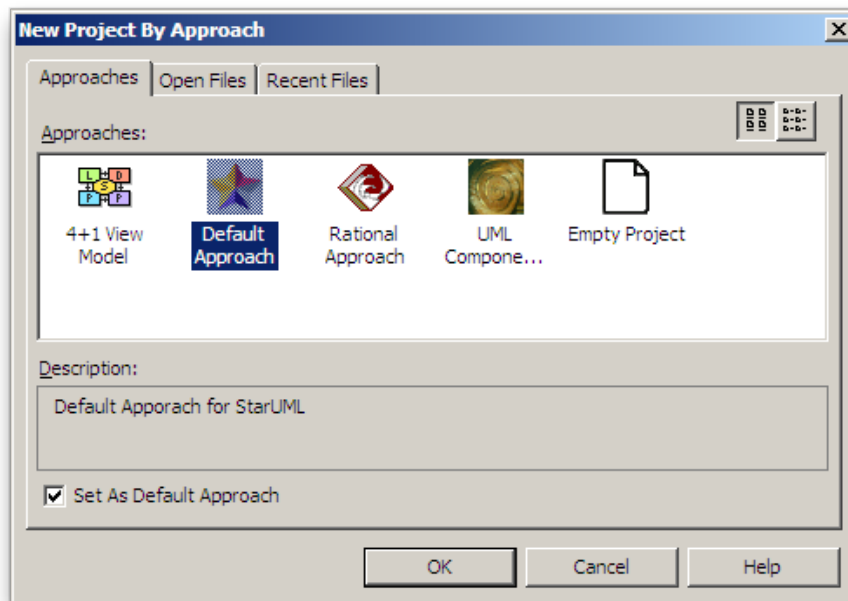 New Project By Approach
Approaches Open Files Recent Files
Approaches:
L D
S
P P
4+1 View Default Rational UML Empty Project
Model Approach Approach Compone...
Description:
Default Apporach for StarUML
Set As Default Approach
OK Cancel Help